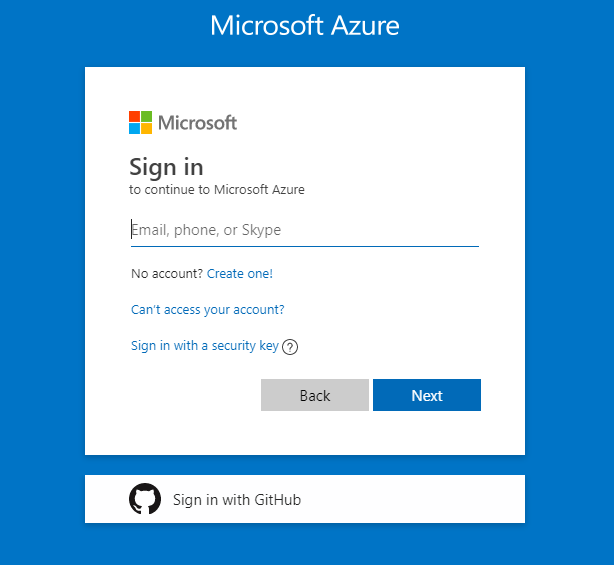 Microsoft Azure
Microsoft
Sign in
to continue to Microsoft Azure
Email, phone, or Skype
No account? Create one!
Can't access your account?
Sign in with a security key ?
Back Next
Sign in with GitHub